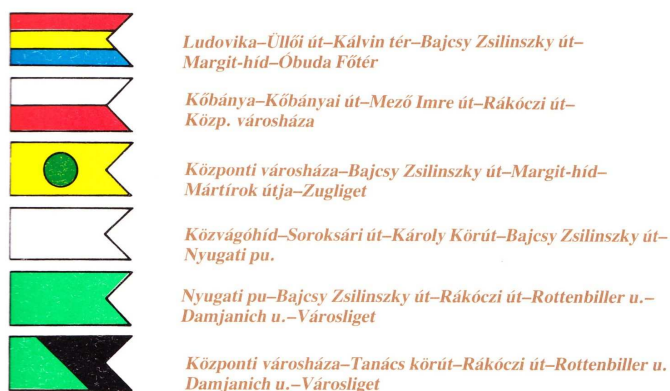 Ludovika–Üllői út–Kálvin tér–Bajcsy Zsilinszky út–
Margit-híd–Óbuda Főtér
Kőbánya–Kőbányai út–Mező Imre út–Rákóczi út–
Közp. városháza
Központi városháza–Bajcsy Zsilinszky út–Margit-híd–
Mártírok útja–Zugliget
Közvágóhíd–Soroksári út–Károly Körút–Bajcsy Zsilinszky út–
Nyugati pu.
Nyugati pu–Bajcsy Zsilinszky út–Rákóczi út–Rottenbiller u.–
Damjanich u.–Városliget
Központi városháza–Tanács körút–Rákóczi út–Rottenbiller u.
Damjanich u.–Városliget